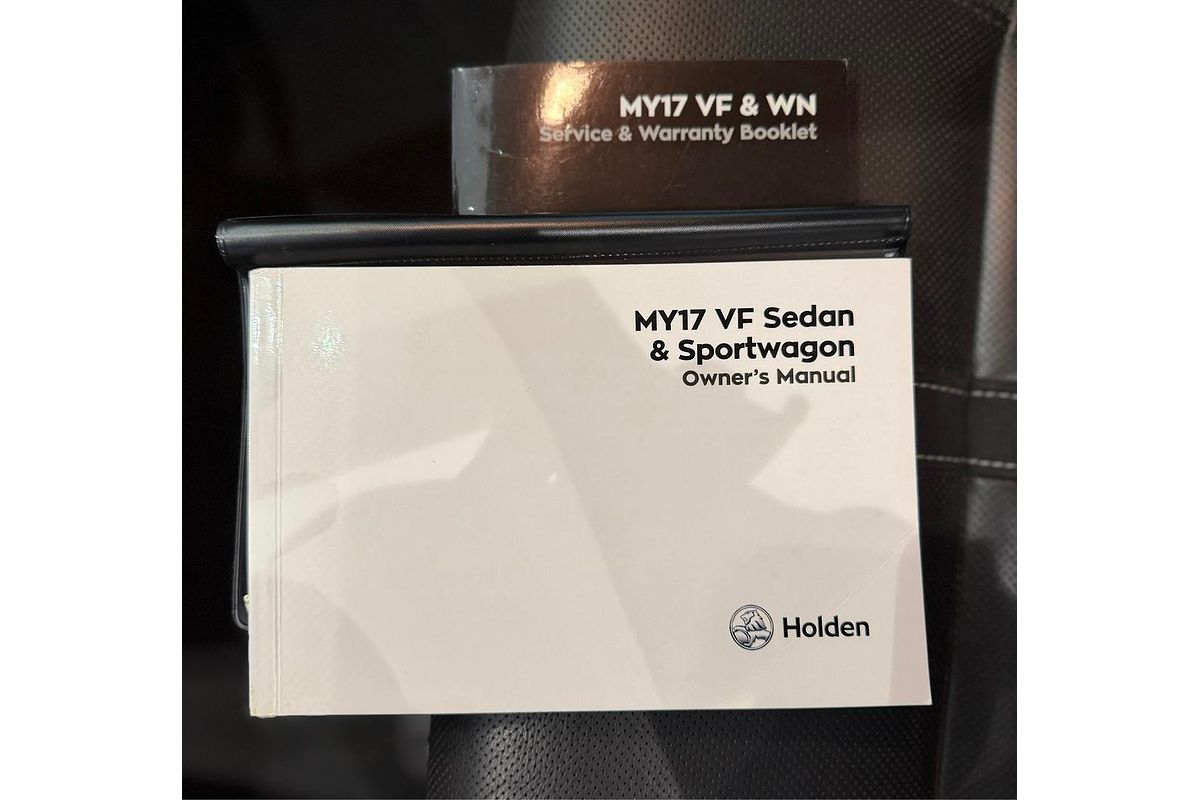 MY17 VF & WN
Service & Warranty Booklet
MY17 VF Sedan
& Sportwagon
Owner's Manual
Holden